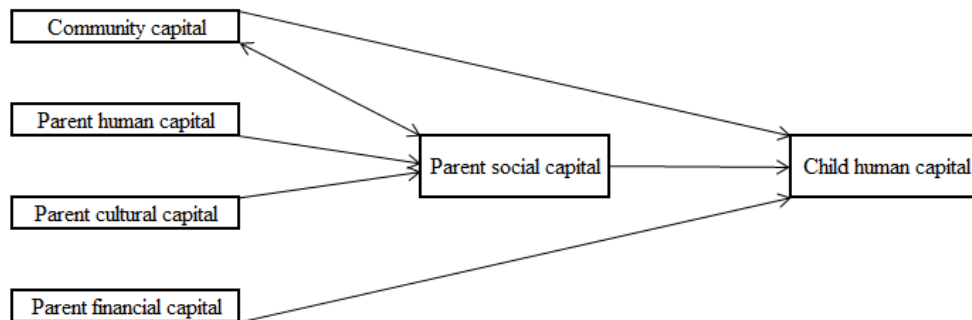 Community capital
Parent human capital
Parent social capital
Child human capital
Parent cultural capital
Parent financial capital